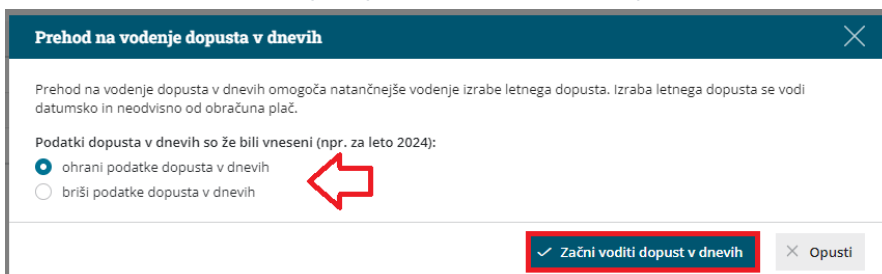 Prehod na vodenje dopusta v dnevih
Prehod na vodenje dopusta v dnevih omogoča natančnejše vodenje izrabe letnega dopusta. Izraba letnega dopusta se vodi
datumsko in neodvisno od obračuna plač.
Podatki dopusta v dnevih so že bili vneseni (npr. za leto 2024):
ohrani podatke dopusta v dnevih
briši podatke dopusta v dnevih
Začni voditi dopust v dnevih
Opusti